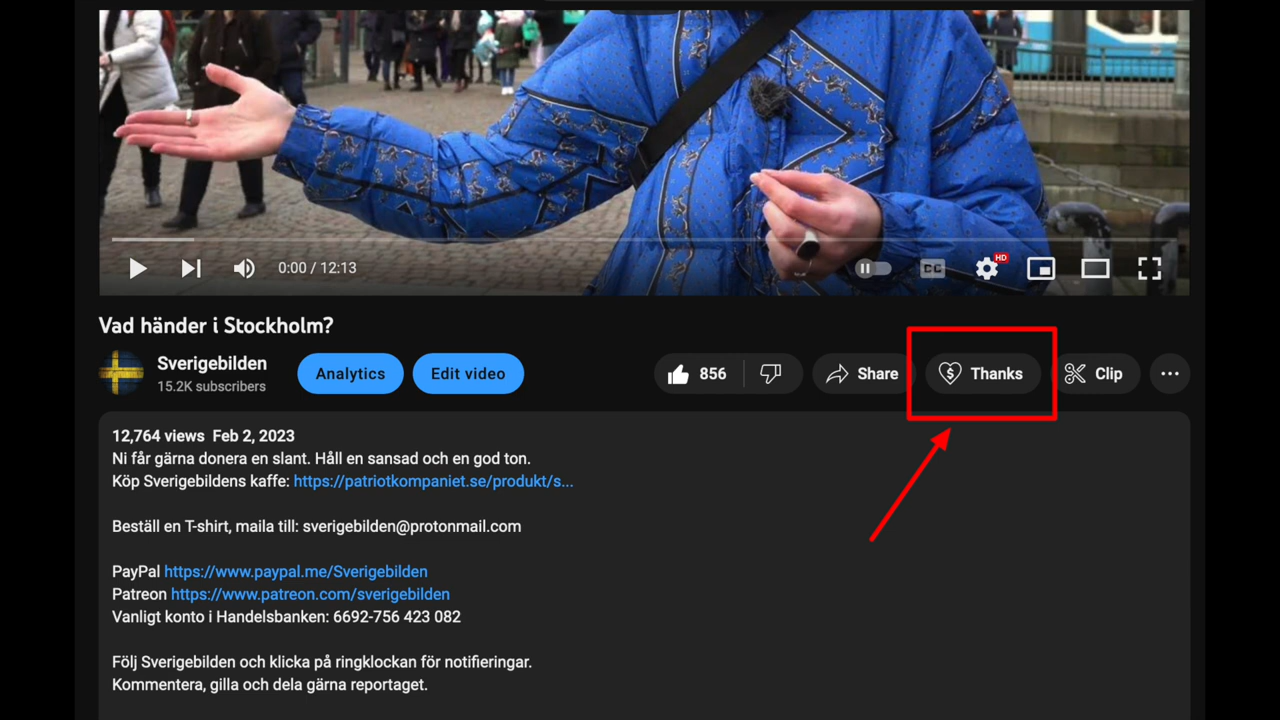 0:00 / 12:13
CC
HD
Vad händer i Stockholm?
Sverigebilden
15.2K subscribers
Analytics
Edit video
856
Share
Thanks
Clip
12,764 views  Feb 2, 2023
Ni får gärna donera en slant. Håll en sansad och en god ton.
Köp Sverigebildens kaffe: https://patriotkompaniet.se/produkt/s...
Beställ en T-shirt, maila till: sverigebilden@protonmail.com
PayPal https://www.paypal.me/Sverigebilden
Patreon https://www.patreon.com/sverigebilden
Vanligt konto i Handelsbanken: 6692-756 423 082
Följ Sverigebilden och klicka på ringklockan för notifieringar.
Kommentera, gilla och dela gärna reportaget.